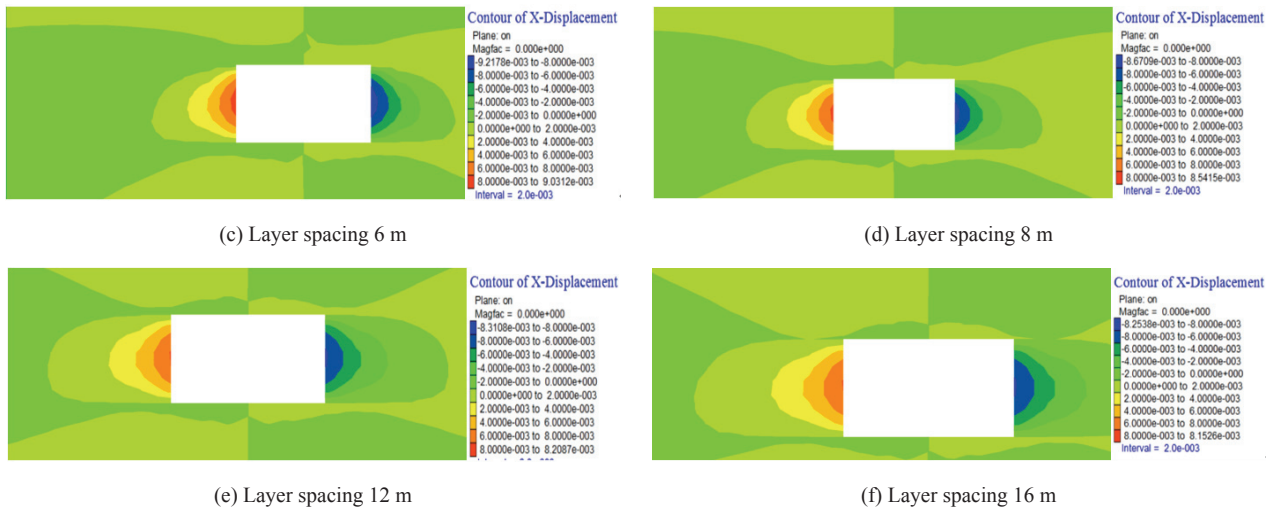 Contour of X-Displacement
Plane: on
Magfac = 0.000e+000
-9.2178e-003 to -8.0000e-003
-8.0000e-003 to -6.0000e-003
-6.0000e-003 to -4.0000e-003
-4.0000e-003 to -2.0000e-003
-2.0000e-003 to 0.0000e+000
0.0000e+000 to 2.0000e-003
2.0000e-003 to 4.0000e-003
4.0000e-003 to 6.0000e-003
6.0000e-003 to 8.0000e-003
8.0000e-003 to 9.0312e-003
Interval = 2.0e-003
(c) Layer spacing 6 m
Contour of X-Displacement
Plane: on
Magfac = 0.000e+000
-8.6709e-003 to -8.0000e-003
-8.0000e-003 to -6.0000e-003
-6.0000e-003 to -4.0000e-003
-4.0000e-003 to -2.0000e-003
-2.0000e-003 to 0.0000e+000
0.0000e+000 to 2.0000e-003
2.0000e-003 to 4.0000e-003
4.0000e-003 to 6.0000e-003
6.0000e-003 to 8.0000e-003
8.0000e-003 to 8.5415e-003
Interval = 2.0e-003
(d) Layer spacing 8 m
Contour of X-Displacement
Plane: on
Magfac = 0.000e+000
-8.3108e-003 to -8.0000e-003
-8.0000e-003 to -6.0000e-003
-6.0000e-003 to -4.0000e-003
-4.0000e-003 to -2.0000e-003
-2.0000e-003 to 0.0000e+000
0.0000e+000 to 2.0000e-003
2.0000e-003 to 4.0000e-003
4.0000e-003 to 6.0000e-003
6.0000e-003 to 8.0000e-003
8.0000e-003 to 8.2087e-003
(e) Layer spacing 12 m
Contour of X-Displacement
Plane: on
Magfac = 0.000e+000
-8.2538e-003 to -8.0000e-003
-8.0000e-003 to -6.0000e-003
-6.0000e-003 to -4.0000e-003
-4.0000e-003 to -2.0000e-003
-2.0000e-003 to 0.0000e+000
0.0000e+000 to 2.0000e-003
2.0000e-003 to 4.0000e-003
4.0000e-003 to 6.0000e-003
6.0000e-003 to 8.0000e-003
8.0000e-003 to 8.1526e-003
Interval = 2.0e-003
(f) Layer spacing 16 m